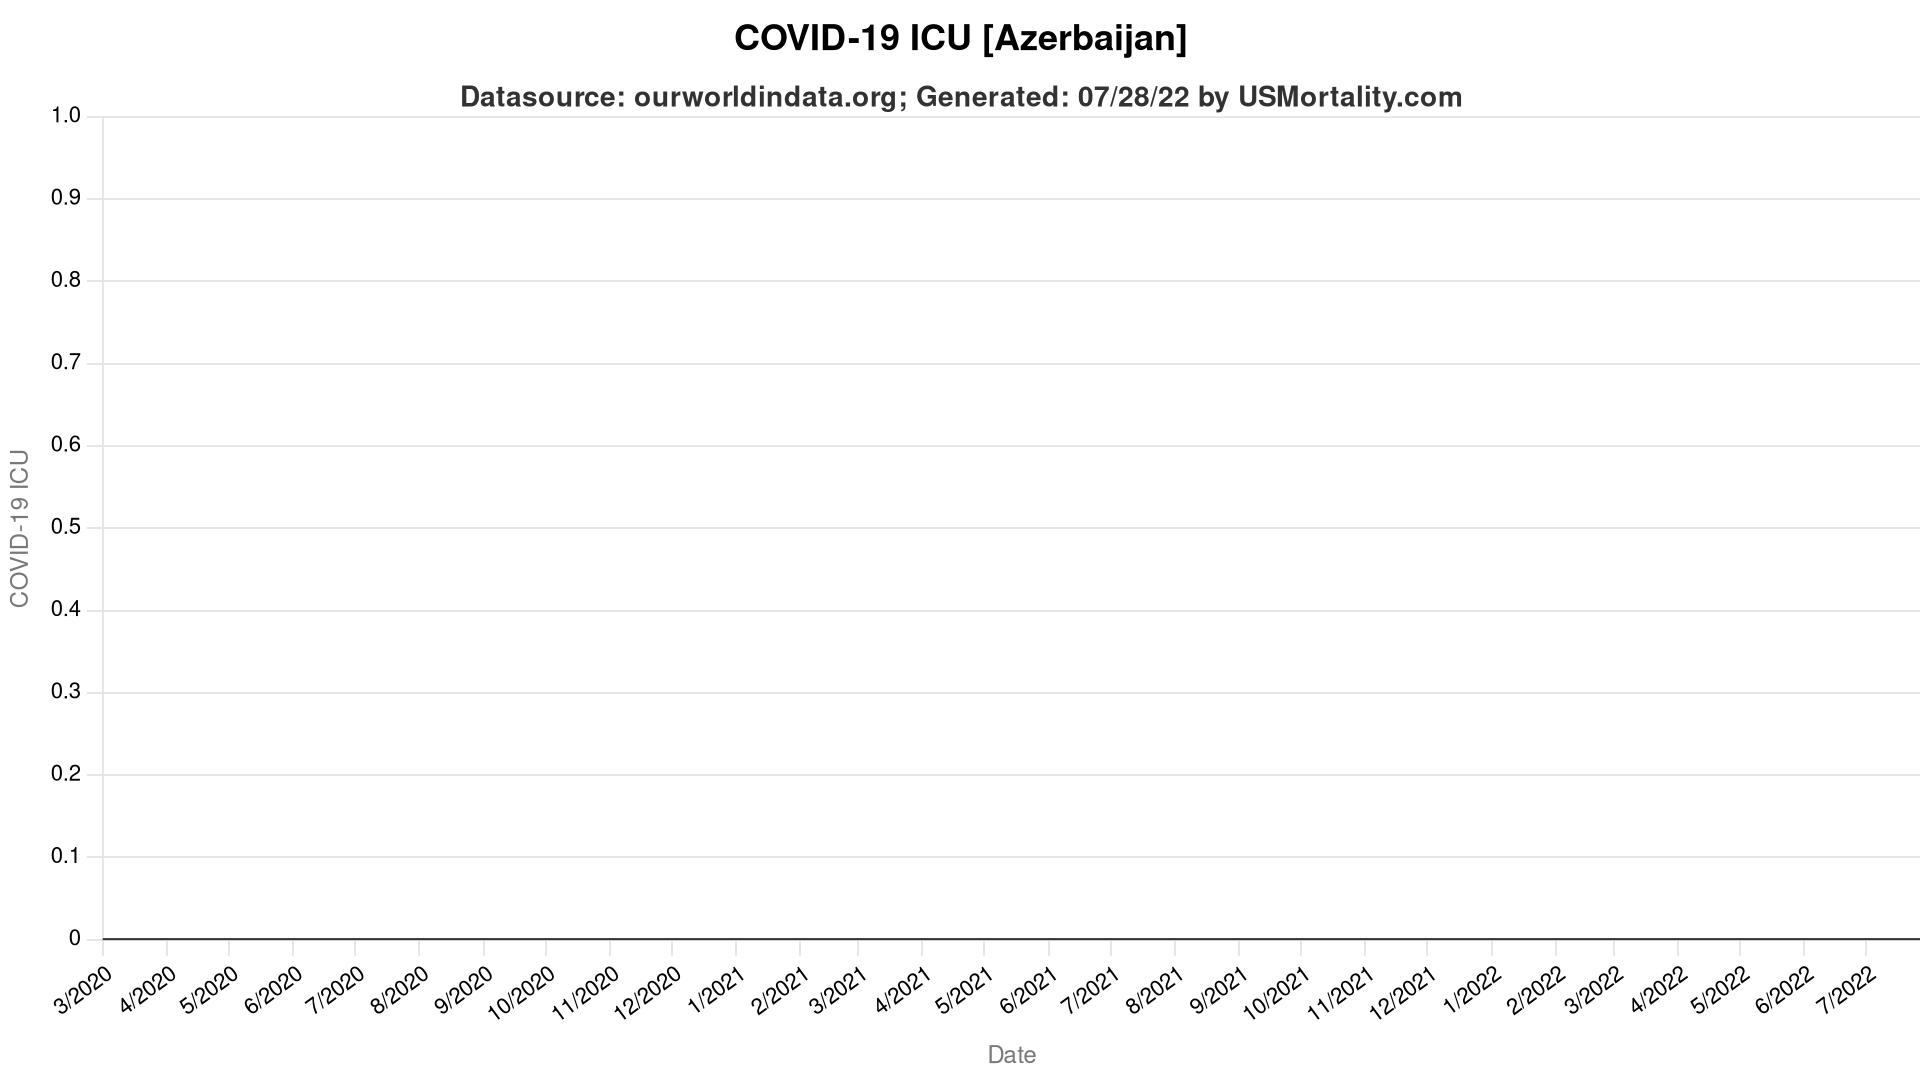 COVID-19 ICU [Azerbaijan]
Datasource: ourworldindata.org; Generated: 07/28/22 by USMortality.com
1.0
0.9
0.8
0.7
0.6
0.5
0.4
0.3
0.2
0.1
0
COVID-19 ICU
3/2020 4/2020 5/2020 6/2020 7/2020 8/2020 9/2020 10/2020 11/2020 12/2020 1/2021 2/2021 3/2021 4/2021 5/2021 6/2021 7/2021 8/2021 9/2021 10/2021 11/2021 12/2021 1/2022 2/2022 3/2022 4/2022 5/2022 6/2022 7/2022
Date